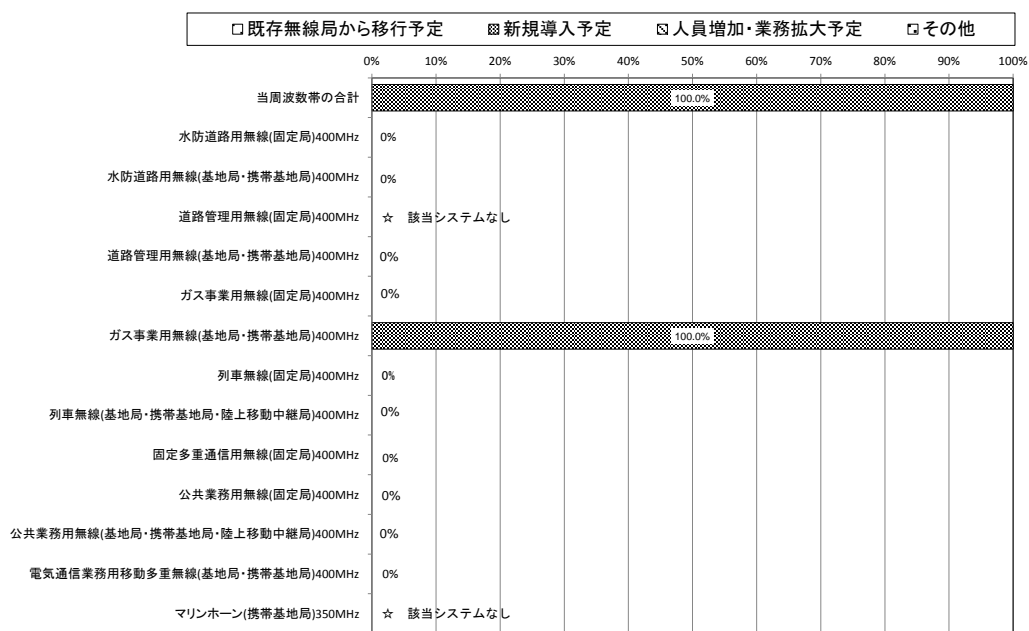 既存無線局から移行予定 新規導入予定 人員増加・業務拡大予定 その他
0% 10% 20% 30% 40% 50% 60% 70% 80% 90% 100%
当周波数帯の合計 100.0%
水防道路用無線(固定局)400MHz 0%
水防道路用無線(基地局・携帯基地局)400MHz 0%
道路管理用無線(固定局)400MHz ☆ 該当システムなし
道路管理用無線(基地局・携帯基地局)400MHz 0%
ガス事業用無線(固定局)400MHz 0%
ガス事業用無線(基地局・携帯基地局)400MHz 100.0%
列車無線(固定局)400MHz 0%
列車無線(基地局・携帯基地局・陸上移動中継局)400MHz 0%
固定多重通信用無線(固定局)400MHz 0%
公共業務用無線(固定局)400MHz 0%
公共業務用無線(基地局・携帯基地局・陸上移動中継局)400MHz 0%
電気通信業務用移動多重無線(基地局・携帯基地局)400MHz 0%
マリンホーン(携帯基地局)350MHz ☆ 該当システムなし